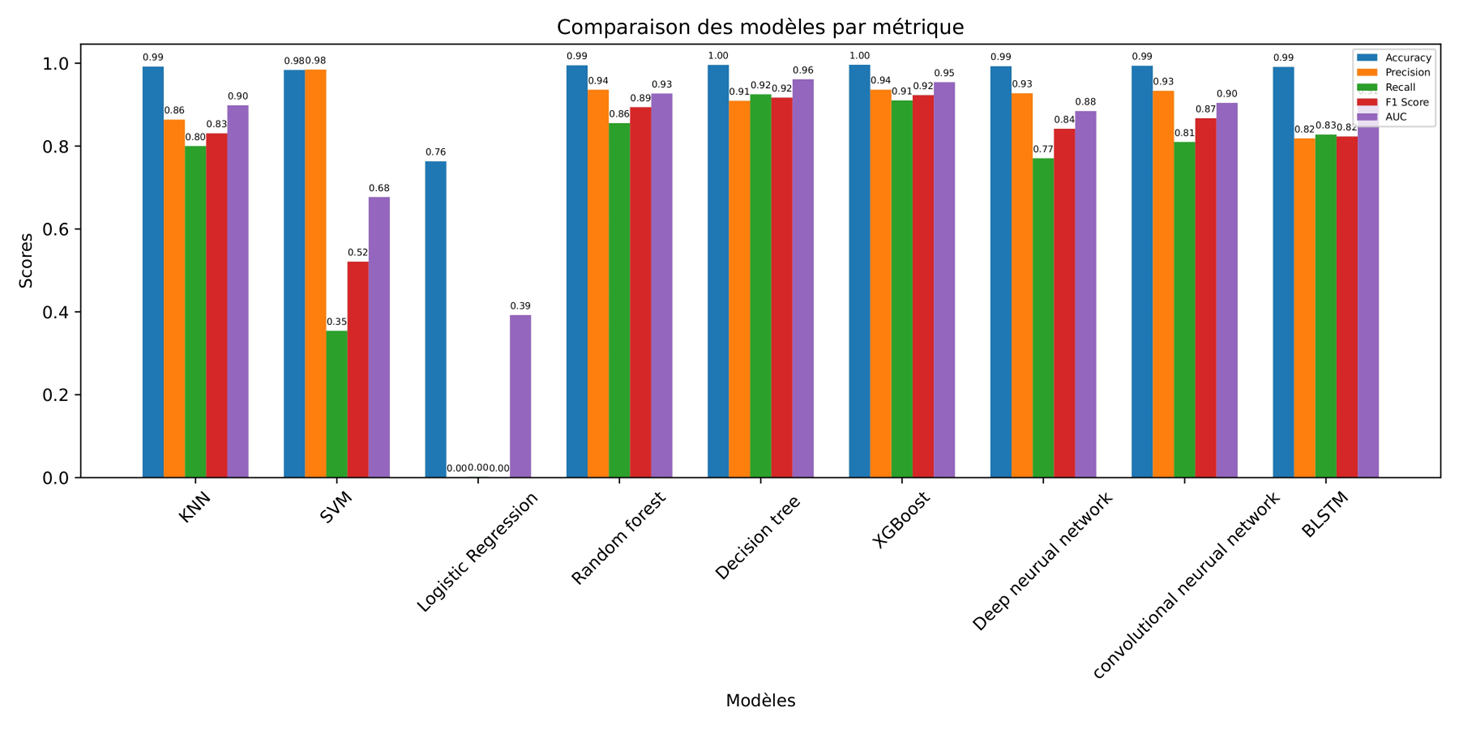 Comparaison des modèles par métrique
Scores
1.0
0.8
0.6
0.4
0.2
0.0
0.99 0.86 0.80 0.83 0.90
0.98 0.98 0.35 0.52 0.68
0.76 0.00 0.00 0.00 0.39
0.99 0.94 0.86 0.89 0.93
1.00 0.91 0.92 0.92 0.96
1.00 0.94 0.91 0.92 0.95
0.99 0.93 0.77 0.84 0.88
0.99 0.93 0.81 0.87 0.90
0.99 0.82 0.83 0.82
Accuracy
Precision
Recall
F1 Score
AUC
KNN
SVM
Logistic Regression
Random forest
Decision tree
XGBoost
Deep neurual network
convolutional neurual network
BLSTM
Modèles